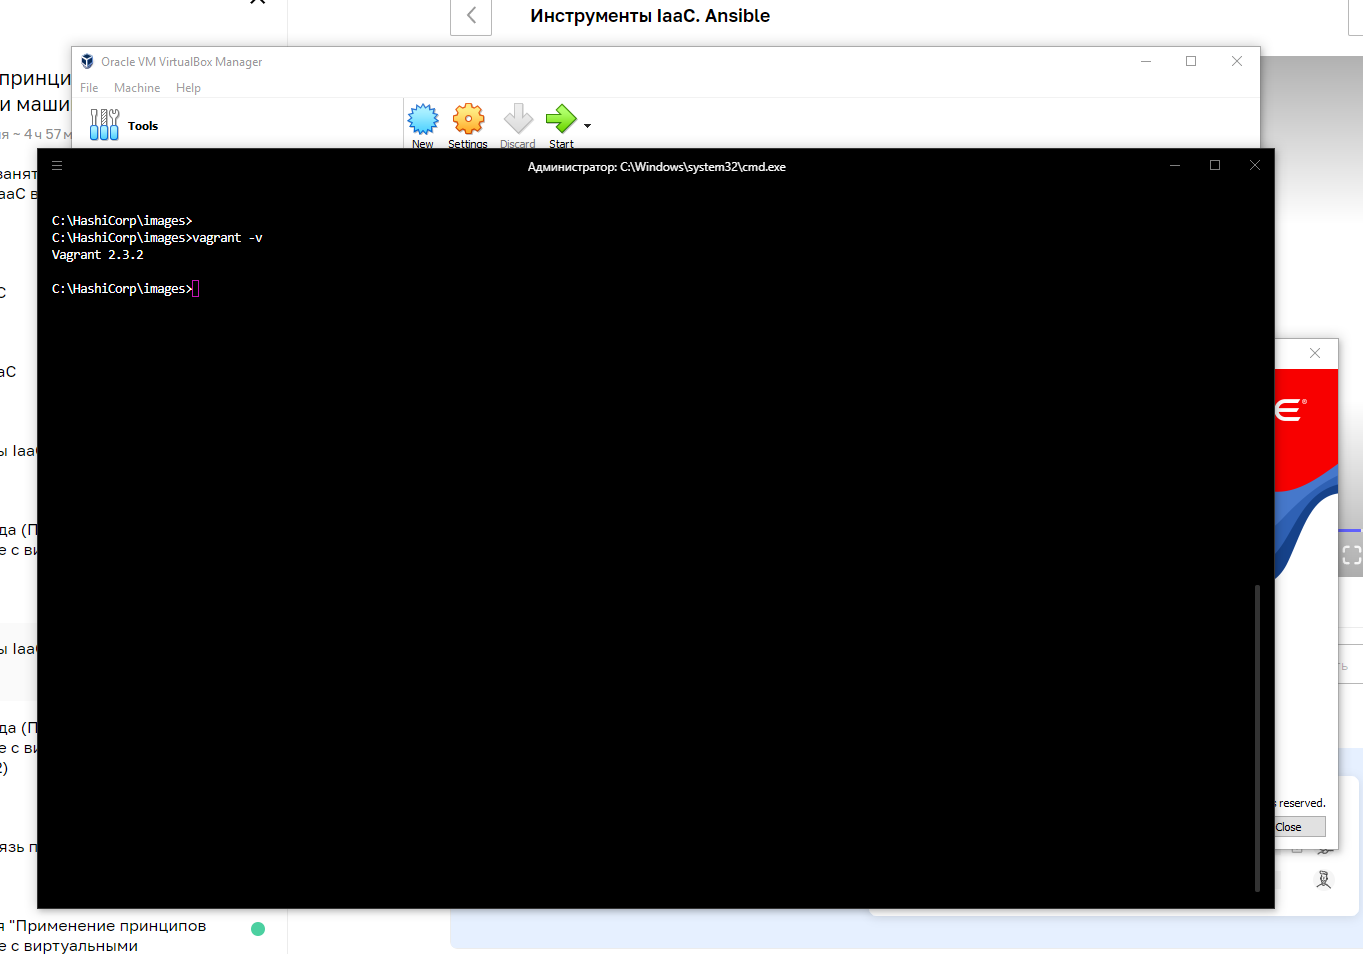 Инструменты IaaC. Ansible
Oracle VM VirtualBox Manager
File Machine Help
Tools
New Settings Discard Start
принци
и маши
я ~ 4 ч 57 м
занят
aaC в
C
aC
ы Iaa
да (П
е с ви
ы Iaa
да (П
е с ви
2)
язь п
я "Применение принципов
е с виртуальными
Администратор: C:\Windows\system32\cmd.exe
C:\HashiCorp\images>
C:\HashiCorp\images>vagrant -v
Vagrant 2.3.2
C:\HashiCorp\images>
E®
s reserved.
Close